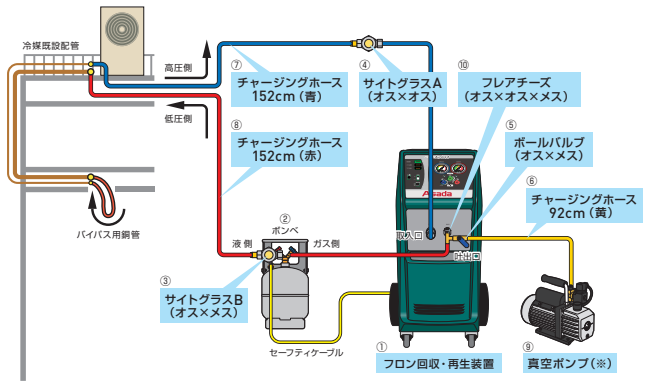 冷媒既設配管
高圧側
低圧側
⑦
チャージングホース
152cm（青）
④
サイトグラスA
（オス×オス）
⑩
フレアチーズ
（オス×オス×メス）
⑧
チャージングホース
152cm（赤）
⑤
ボールバルブ
（オス×メス）
⑥
チャージングホース
92cm（黄）
バイパス用銅管
②
ボンベ
液側
ガス側
Asada
取入口
吐出口
③
サイトグラスB
（オス×メス）
セーフティケーブル
①
フロン回収・再生装置
⑨
真空ポンプ（※）